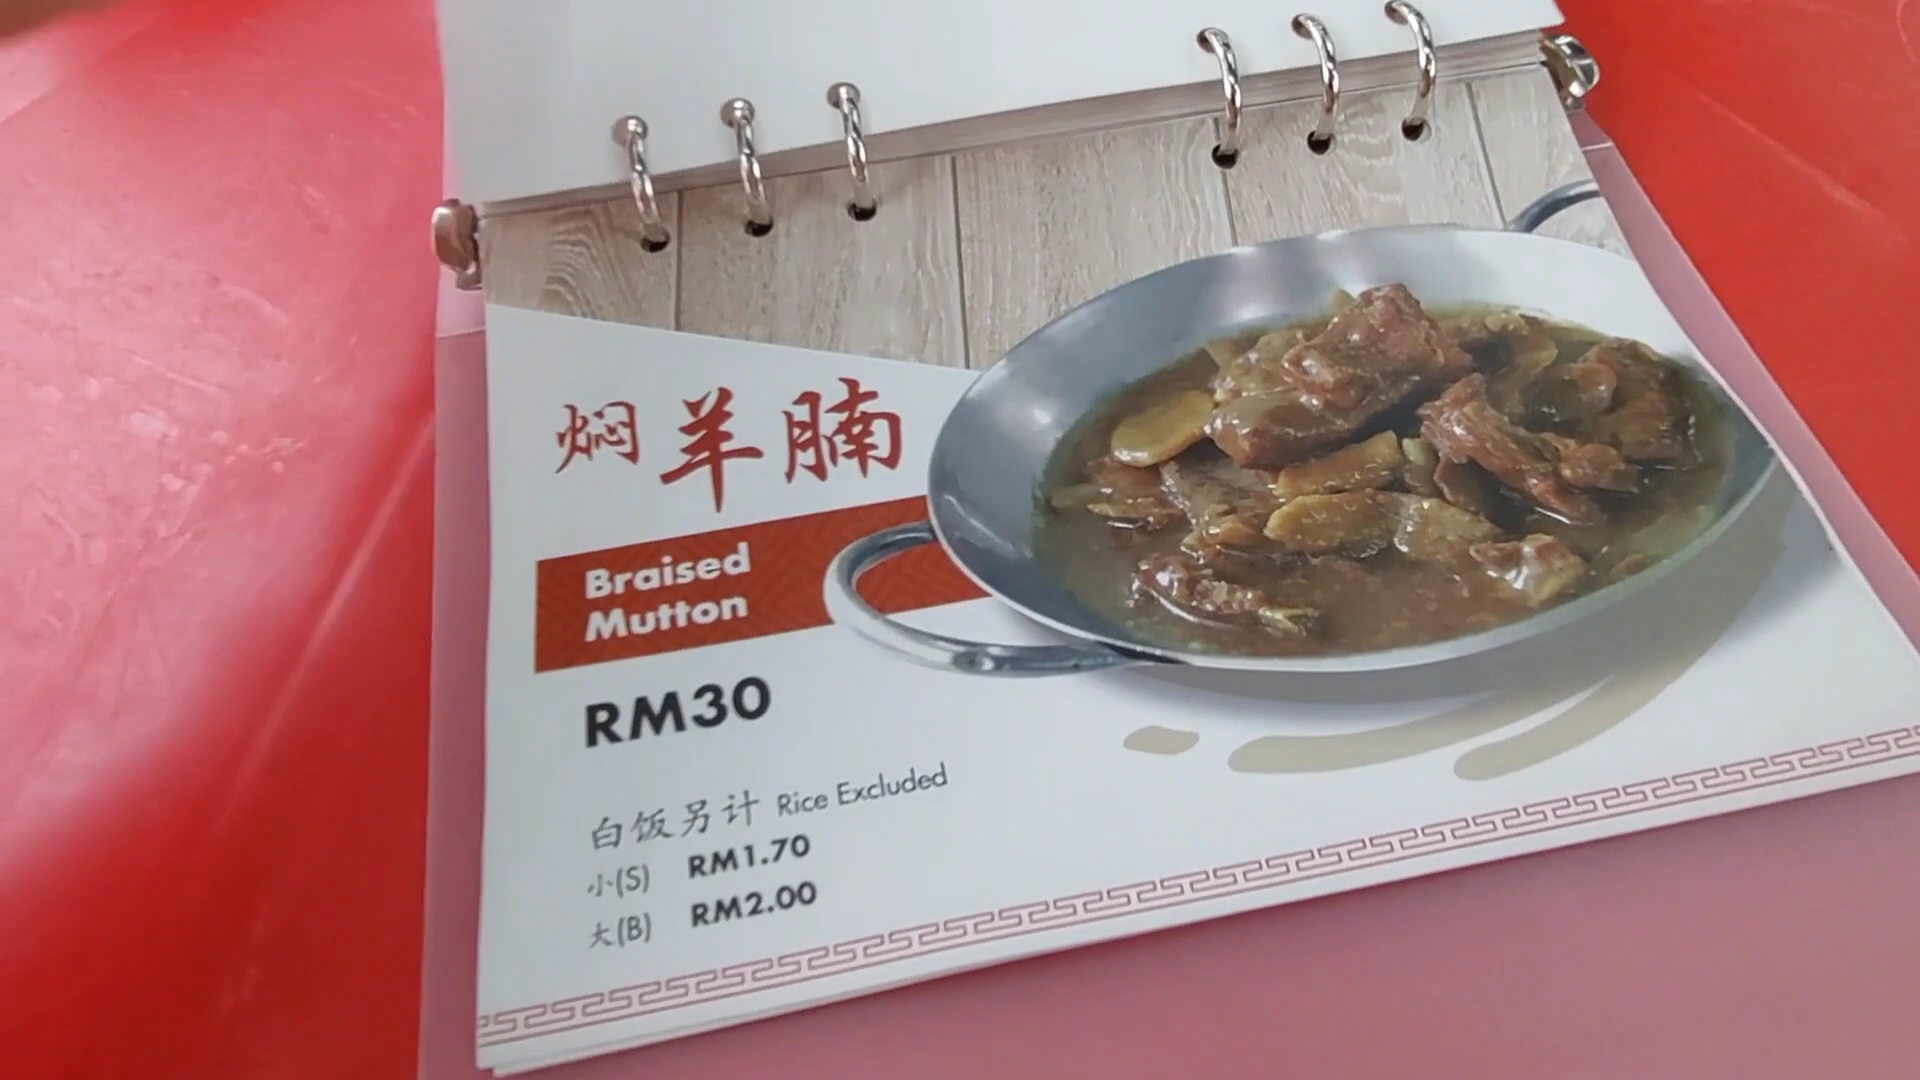 焖羊腩
Braised
Mutton
RM30
白饭另计 Rice Excluded
小(S) RM1.70
大(B) RM2.00